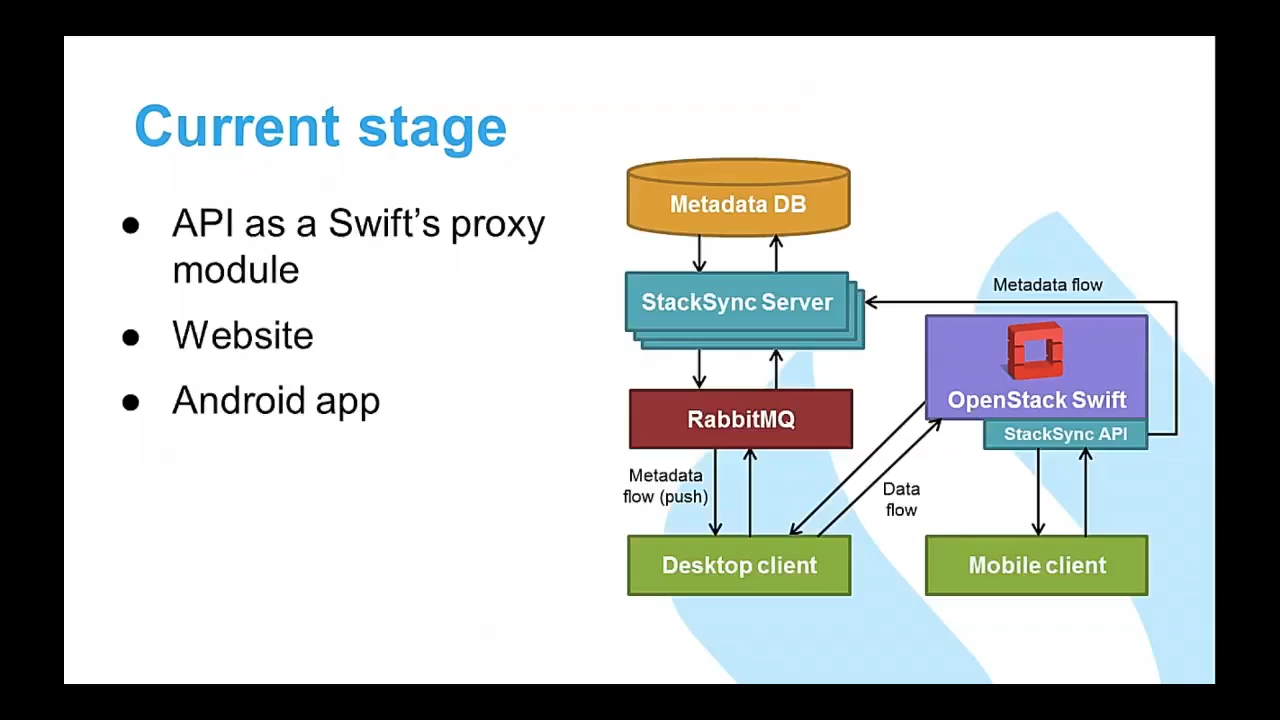 Current stage
● API as a Swift’s proxy
module
● Website
● Android app
Metadata DB
StackSync Server
Metadata flow
OpenStack Swift
StackSync API
RabbitMQ
Metadata
flow (push)
Data
flow
Desktop client
Mobile client